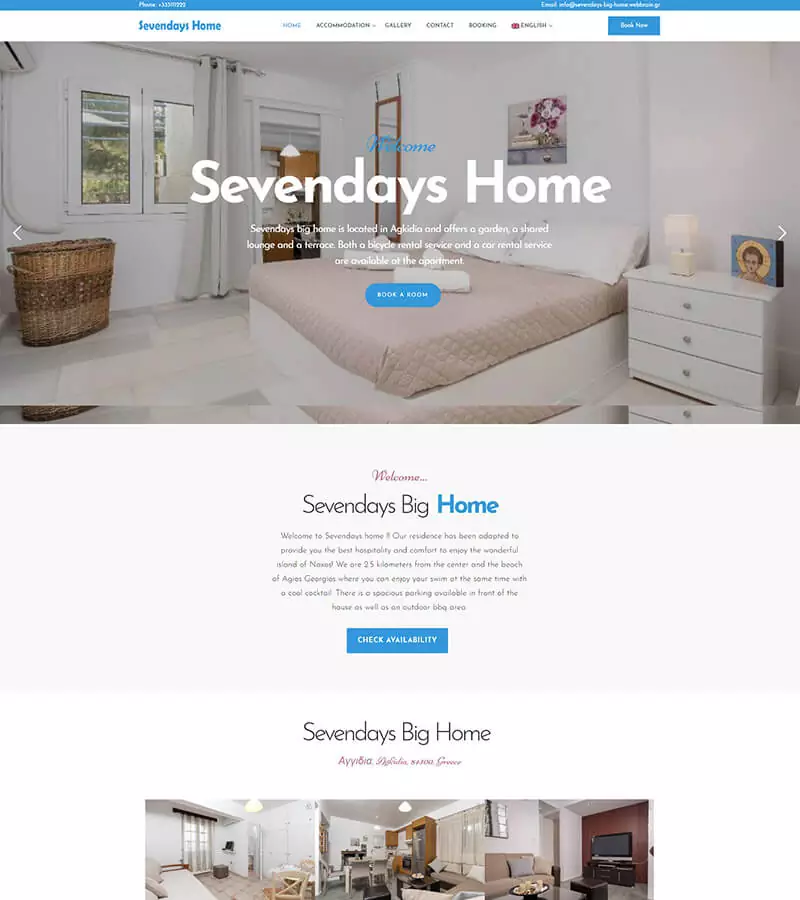 Phone: +333111222
Email: info@sevendays-big-home.webbrain.gr
Sevendays Home
HOME
ACCOMMODATION
GALLERY
CONTACT
BOOKING
ENGLISH
Book Now
Welcome
Sevendays Home
Sevendays big home is located in Agkidia and offers a garden, a shared
lounge and a terrace. Both a bicycle rental service and a car rental service
are available at the apartment.
BOOK A ROOM
Welcome...
Sevendays Big Home
Welcome to Sevendays home !! Our residence has been adapted to
provide you the best hospitality and comfort to enjoy the wonderful
island of Naxos! We are 2.5 kilometers from the center and the beach
of Agios Georgios where you can enjoy your swim at the same time with
a cool cocktail. There is a spacious parking available in front of the
house as well as an outdoor bbq area
CHECK AVAILABILITY
Sevendays Big Home
Αγγίδια, Agkidia, 84300, Greece